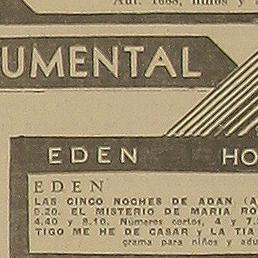 Aut. 1668, niños y
UMENTAL
EDEN HO
EDEN
LAS CINCO NOCHES DE ADAN (A
9.20. EL MISTERIO DE MARIA RO
4.40 y 8.10. Números cortos, 4 y 7.
TIGO ME HE DE CASAR y LA TIA
grama para niños y adu